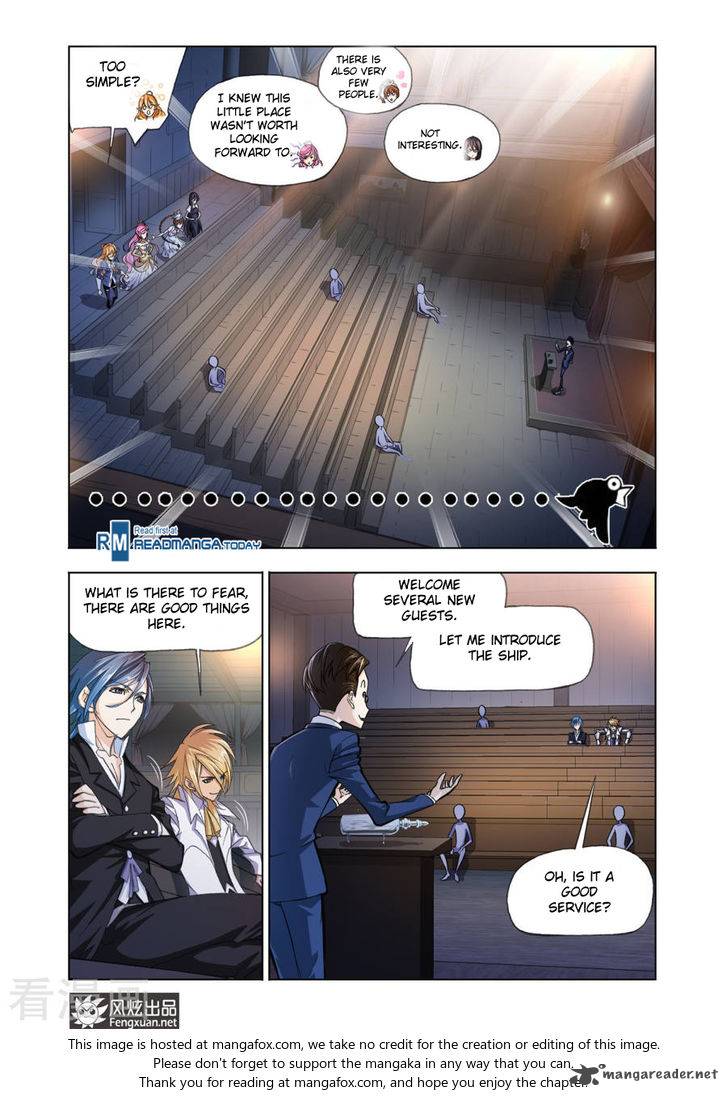 TOO
SIMPLE?
I KNEW THIS
LITTLE PLACE
WASN'T WORTH
LOOKING
FORWARD TO.
THERE IS
ALSO VERY
FEW
PEOPLE.
NOT
INTERESTING.
RM
Read first at
READMANGA.TODAY
WHAT IS THERE TO FEAR,
THERE ARE GOOD THINGS
HERE.
WELCOME
SEVERAL NEW
GUESTS.
LET ME INTRODUCE
THE SHIP.
OH, IS IT A
GOOD
SERVICE?
看漫画
风炫出品
Fengxuan.net
This image is hosted at mangafox.com, we take no credit for the creation or editing of this image.
Please don't forget to support the mangaka in any way that you can.
Thank you for reading at mangafox.com, and hope you enjoy the chapter.
mangareader.net